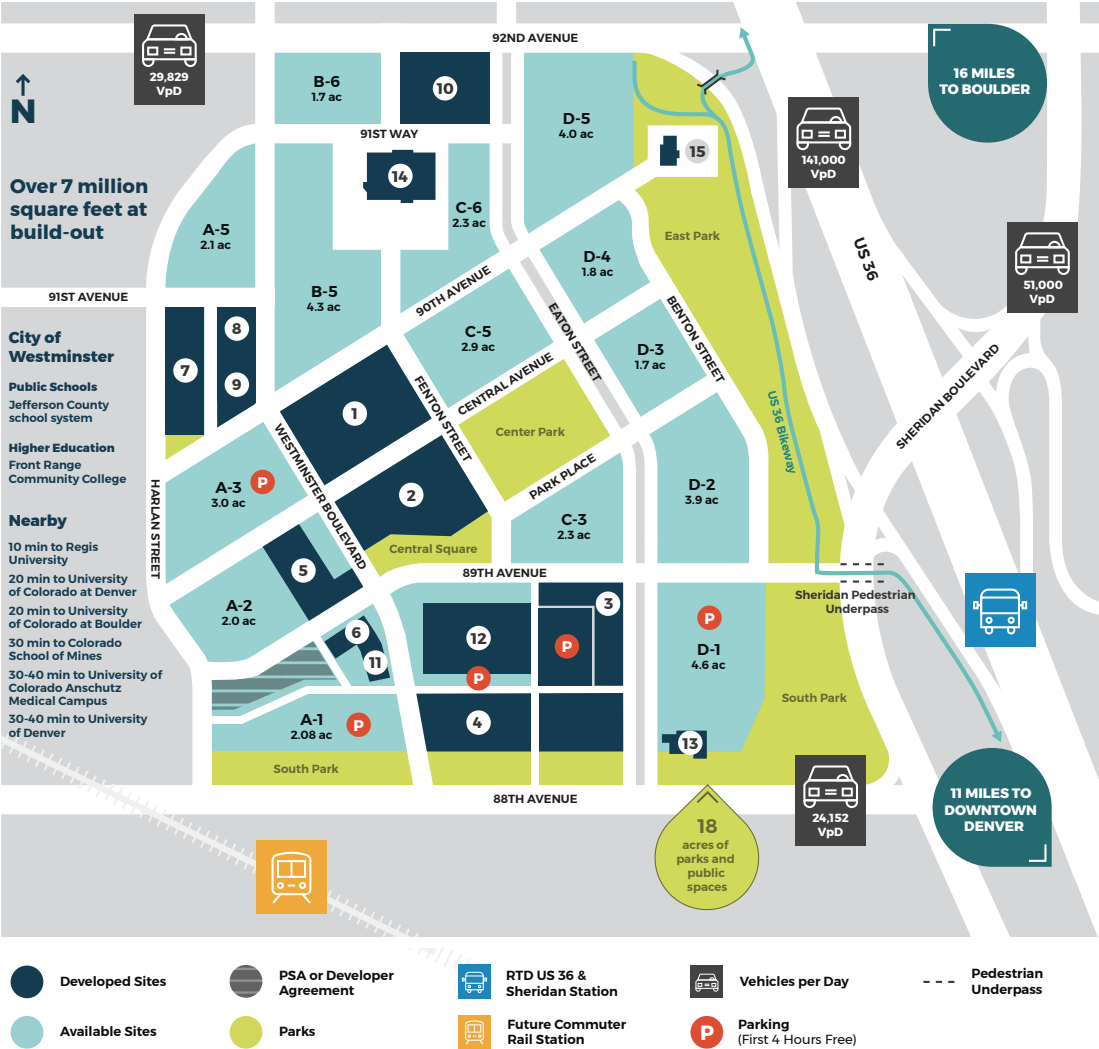 92ND AVENUE
29,829
VpD
N
B-6
1.7 ac
10
16 MILES
TO BOULDER
91ST WAY
D-5
4.0 ac
141,000
VpD
14
15
Over 7 million
square feet at
build-out
A-5
2.1 ac
C-6
2.3 ac
East Park
US 36
51,000
VpD
D-4
1.8 ac
91ST AVENUE
B-5
4.3 ac
90TH AVENUE
EATON STREET
BENTON STREET
City of
Westminster
Public Schools
Jefferson County
school system
Higher Education
Front Range
Community College
7
8
9
C-5
2.9 ac
D-3
1.7 ac
SHERIDAN BOULEVARD
1
FENTON STREET
CENTRAL AVENUE
US 36 Bikeway
Center Park
WESTMINSTER BOULEVARD
A-3
3.0 ac
P
2
PARK PLACE
D-2
3.9 ac
HARLAN STREET
C-3
2.3 ac
Nearby
10 min to Regis
University
20 min to University
of Colorado at Denver
20 min to University
of Colorado at Boulder
30 min to Colorado
School of Mines
30-40 min to University of
Colorado Anschutz
Medical Campus
30-40 min to University
of Denver
Central Square
5
89TH AVENUE
A-2
2.0 ac
3
Sheridan Pedestrian
Underpass
6
12
P
P
11
D-1
4.6 ac
P
South Park
A-1
2.08 ac
P
4
13
South Park
88TH AVENUE
24,152
VpD
11 MILES TO
DOWNTOWN
DENVER
18
acres of
parks and
public
spaces
Developed Sites
PSA or Developer
Agreement
RTD US 36 &
Sheridan Station
Vehicles per Day
Pedestrian
Underpass
Available Sites
Parks
Future Commuter
Rail Station
P
Parking
(First 4 Hours Free)